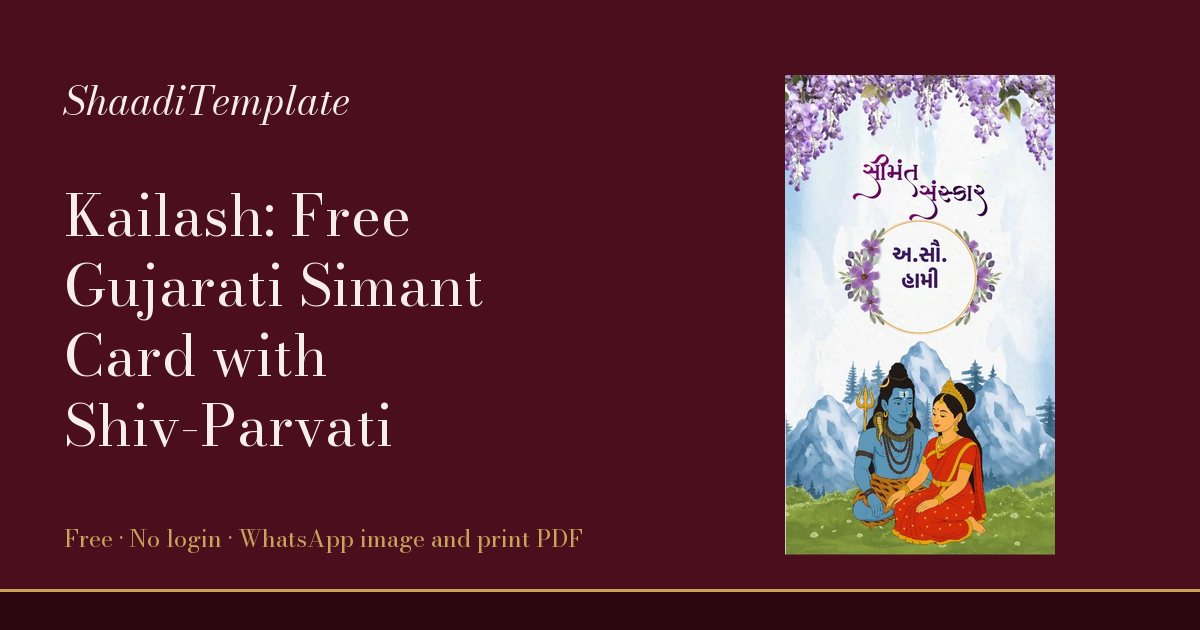 ShaadiTemplate
Kailash: Free
Gujarati Simant
Card with
Shiv-Parvati
Free · No login · WhatsApp image and print PDF
સીમંત
સંસ્કાર
અ.સૌ.
હામી